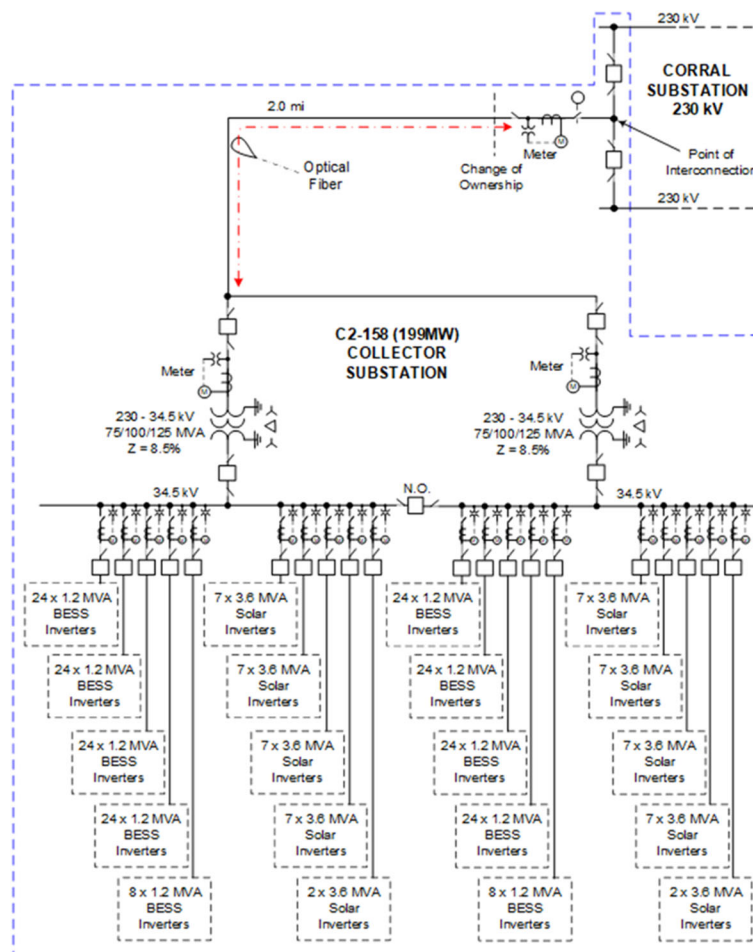 230 kV
CORRAL
SUBSTATION
230 kV
2.0 mi
Optical
Fiber
Change of
Ownership
Meter
M
Point of
Interconnection
230 kV
C2-158 (199MW)
COLLECTOR
SUBSTATION
Meter
M
230 - 34.5 kV
75/100/125 MVA
Z = 8.5%
Meter
M
230 - 34.5 kV
75/100/125 MVA
Z = 8.5%
34.5 kV
N.O.
34.5 kV
24 x 1.2 MVA
BESS
Inverters
7 x 3.6 MVA
Solar
Inverters
24 x 1.2 MVA
BESS
Inverters
7 x 3.6 MVA
Solar
Inverters
24 x 1.2 MVA
BESS
Inverters
7 x 3.6 MVA
Solar
Inverters
24 x 1.2 MVA
BESS
Inverters
7 x 3.6 MVA
Solar
Inverters
24 x 1.2 MVA
BESS
Inverters
7 x 3.6 MVA
Solar
Inverters
24 x 1.2 MVA
BESS
Inverters
7 x 3.6 MVA
Solar
Inverters
24 x 1.2 MVA
BESS
Inverters
7 x 3.6 MVA
Solar
Inverters
24 x 1.2 MVA
BESS
Inverters
7 x 3.6 MVA
Solar
Inverters
8 x 1.2 MVA
BESS
Inverters
2 x 3.6 MVA
Solar
Inverters
8 x 1.2 MVA
BESS
Inverters
2 x 3.6 MVA
Solar
Inverters